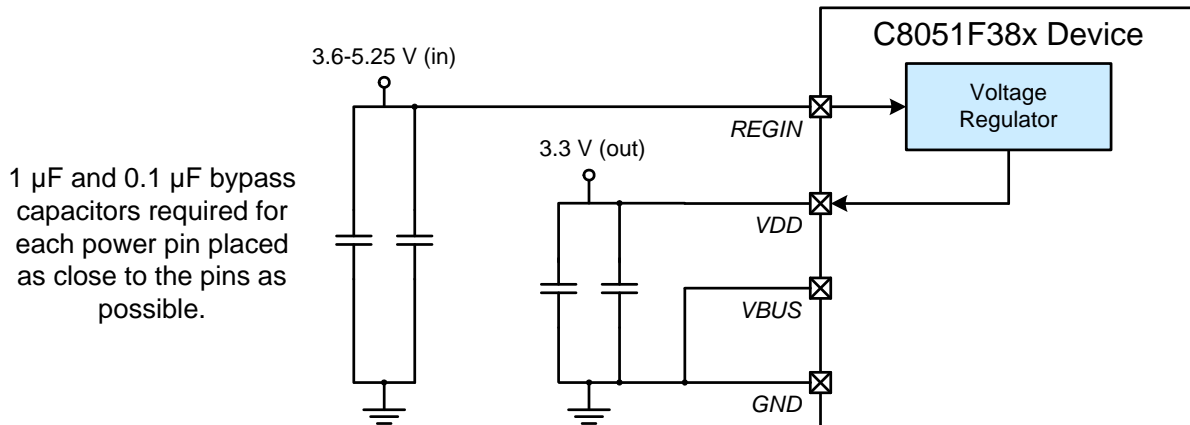 C8051F38x Device
3.6-5.25 V (in)
Voltage
Regulator
REGIN
3.3 V (out)
1 µF and 0.1 µF bypass
capacitors required for
each power pin placed
as close to the pins as
possible.
VDD
VBUS
GND